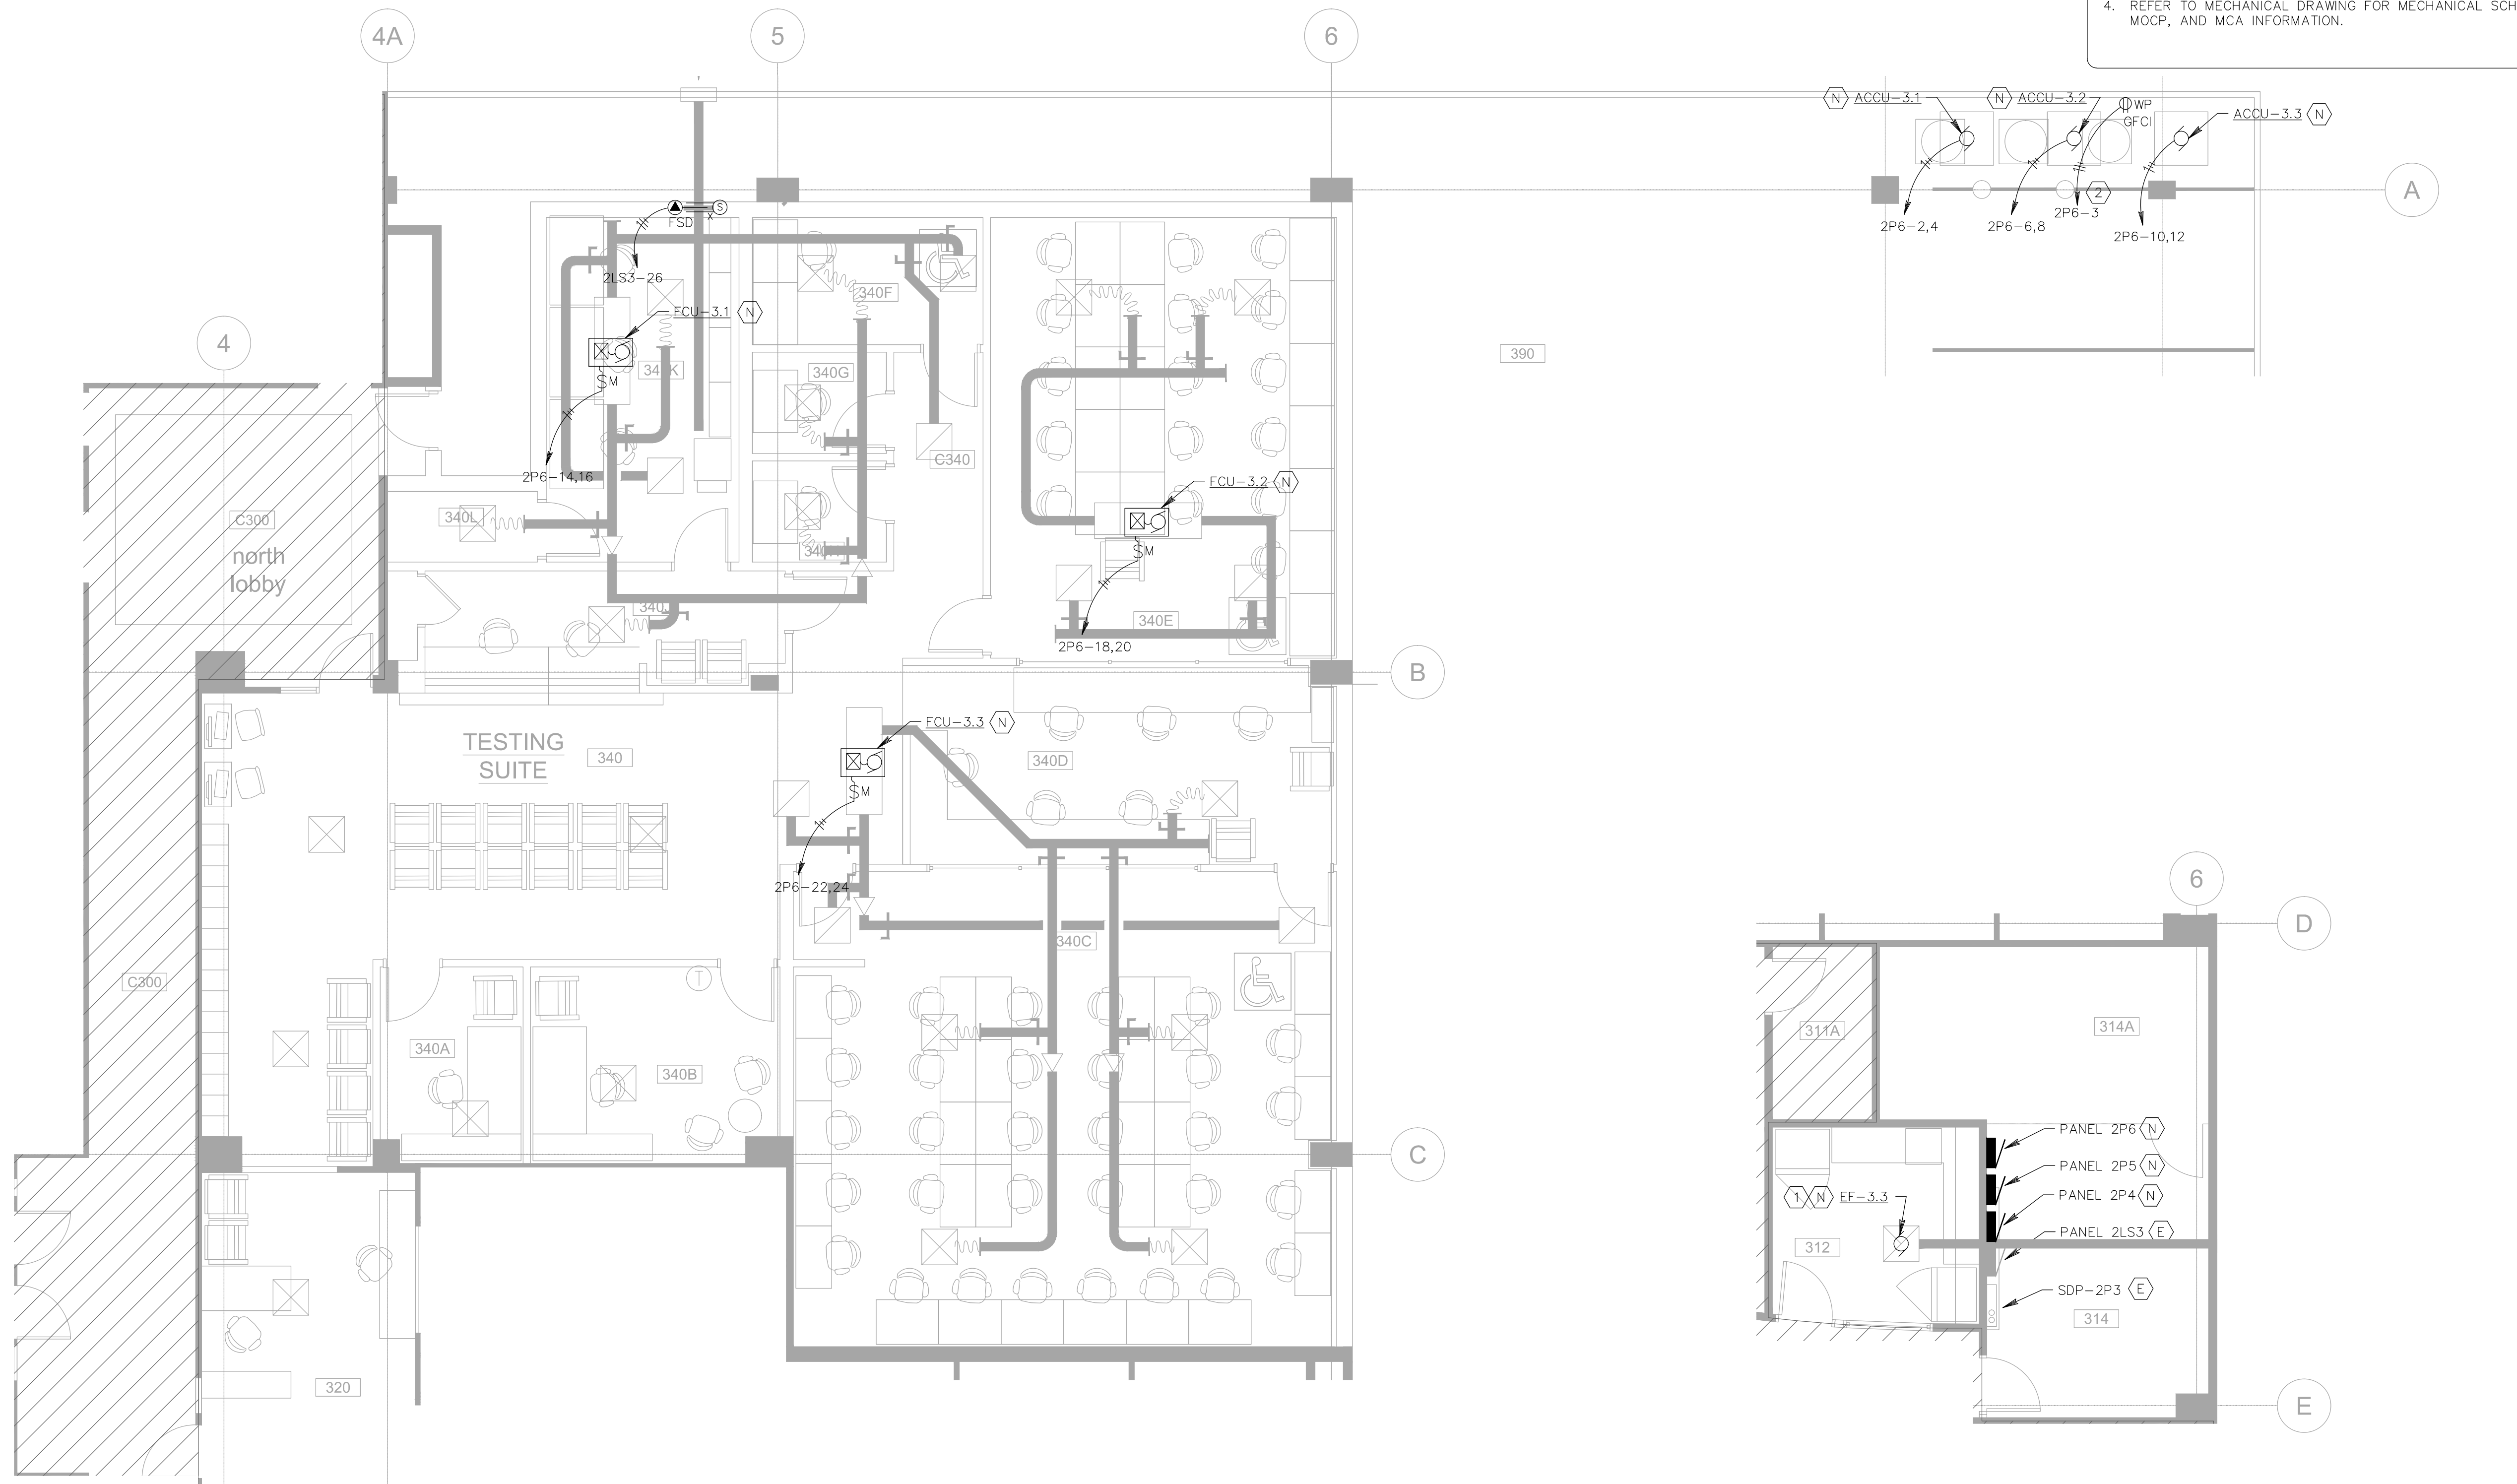 4. REFER TO MECHANICAL DRAWING FOR MECHANICAL SCH
MOCP, AND MCA INFORMATION.
4A
5
6
N ACCU-3.1
N ACCU-3.2
WP
GFCI
ACCU-3.3 N
A
2
2P6-2,4
2P6-6,8
2P6-3
2P6-10,12
S
FSD
X
2LS3-26
340F
FCU-3.1 N
4
390
340G
M
C340
2P6-14,16
FCU-3.2 N
340L
C300
north
lobby
M
340E
2P6-18,20
B
FCU-3.3 N
TESTING
SUITE
340
340D
M
2P6-22,24
6
D
340C
C300
T
311A
314A
340A
340B
PANEL 2P6 N
C
PANEL 2P5 N
1 N EF-3.3
PANEL 2P4 N
PANEL 2LS3 E
312
SDP-2P3 E
314
320
E